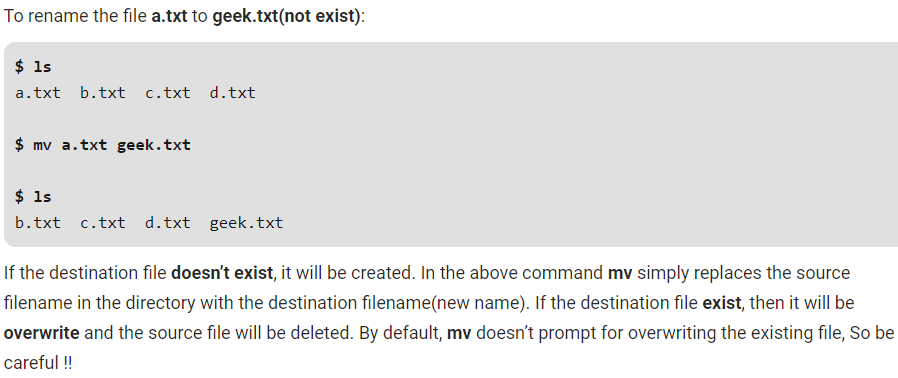 To rename the file a.txt to geek.txt(not exist):
$ ls
a.txt  b.txt  c.txt  d.txt
$ mv a.txt geek.txt
$ ls
b.txt  c.txt  d.txt  geek.txt
If the destination file doesn’t exist, it will be created. In the above command mv simply replaces the source
filename in the directory with the destination filename(new name). If the destination file exist, then it will be
overwrite and the source file will be deleted. By default, mv doesn’t prompt for overwriting the existing file, So be
careful !!